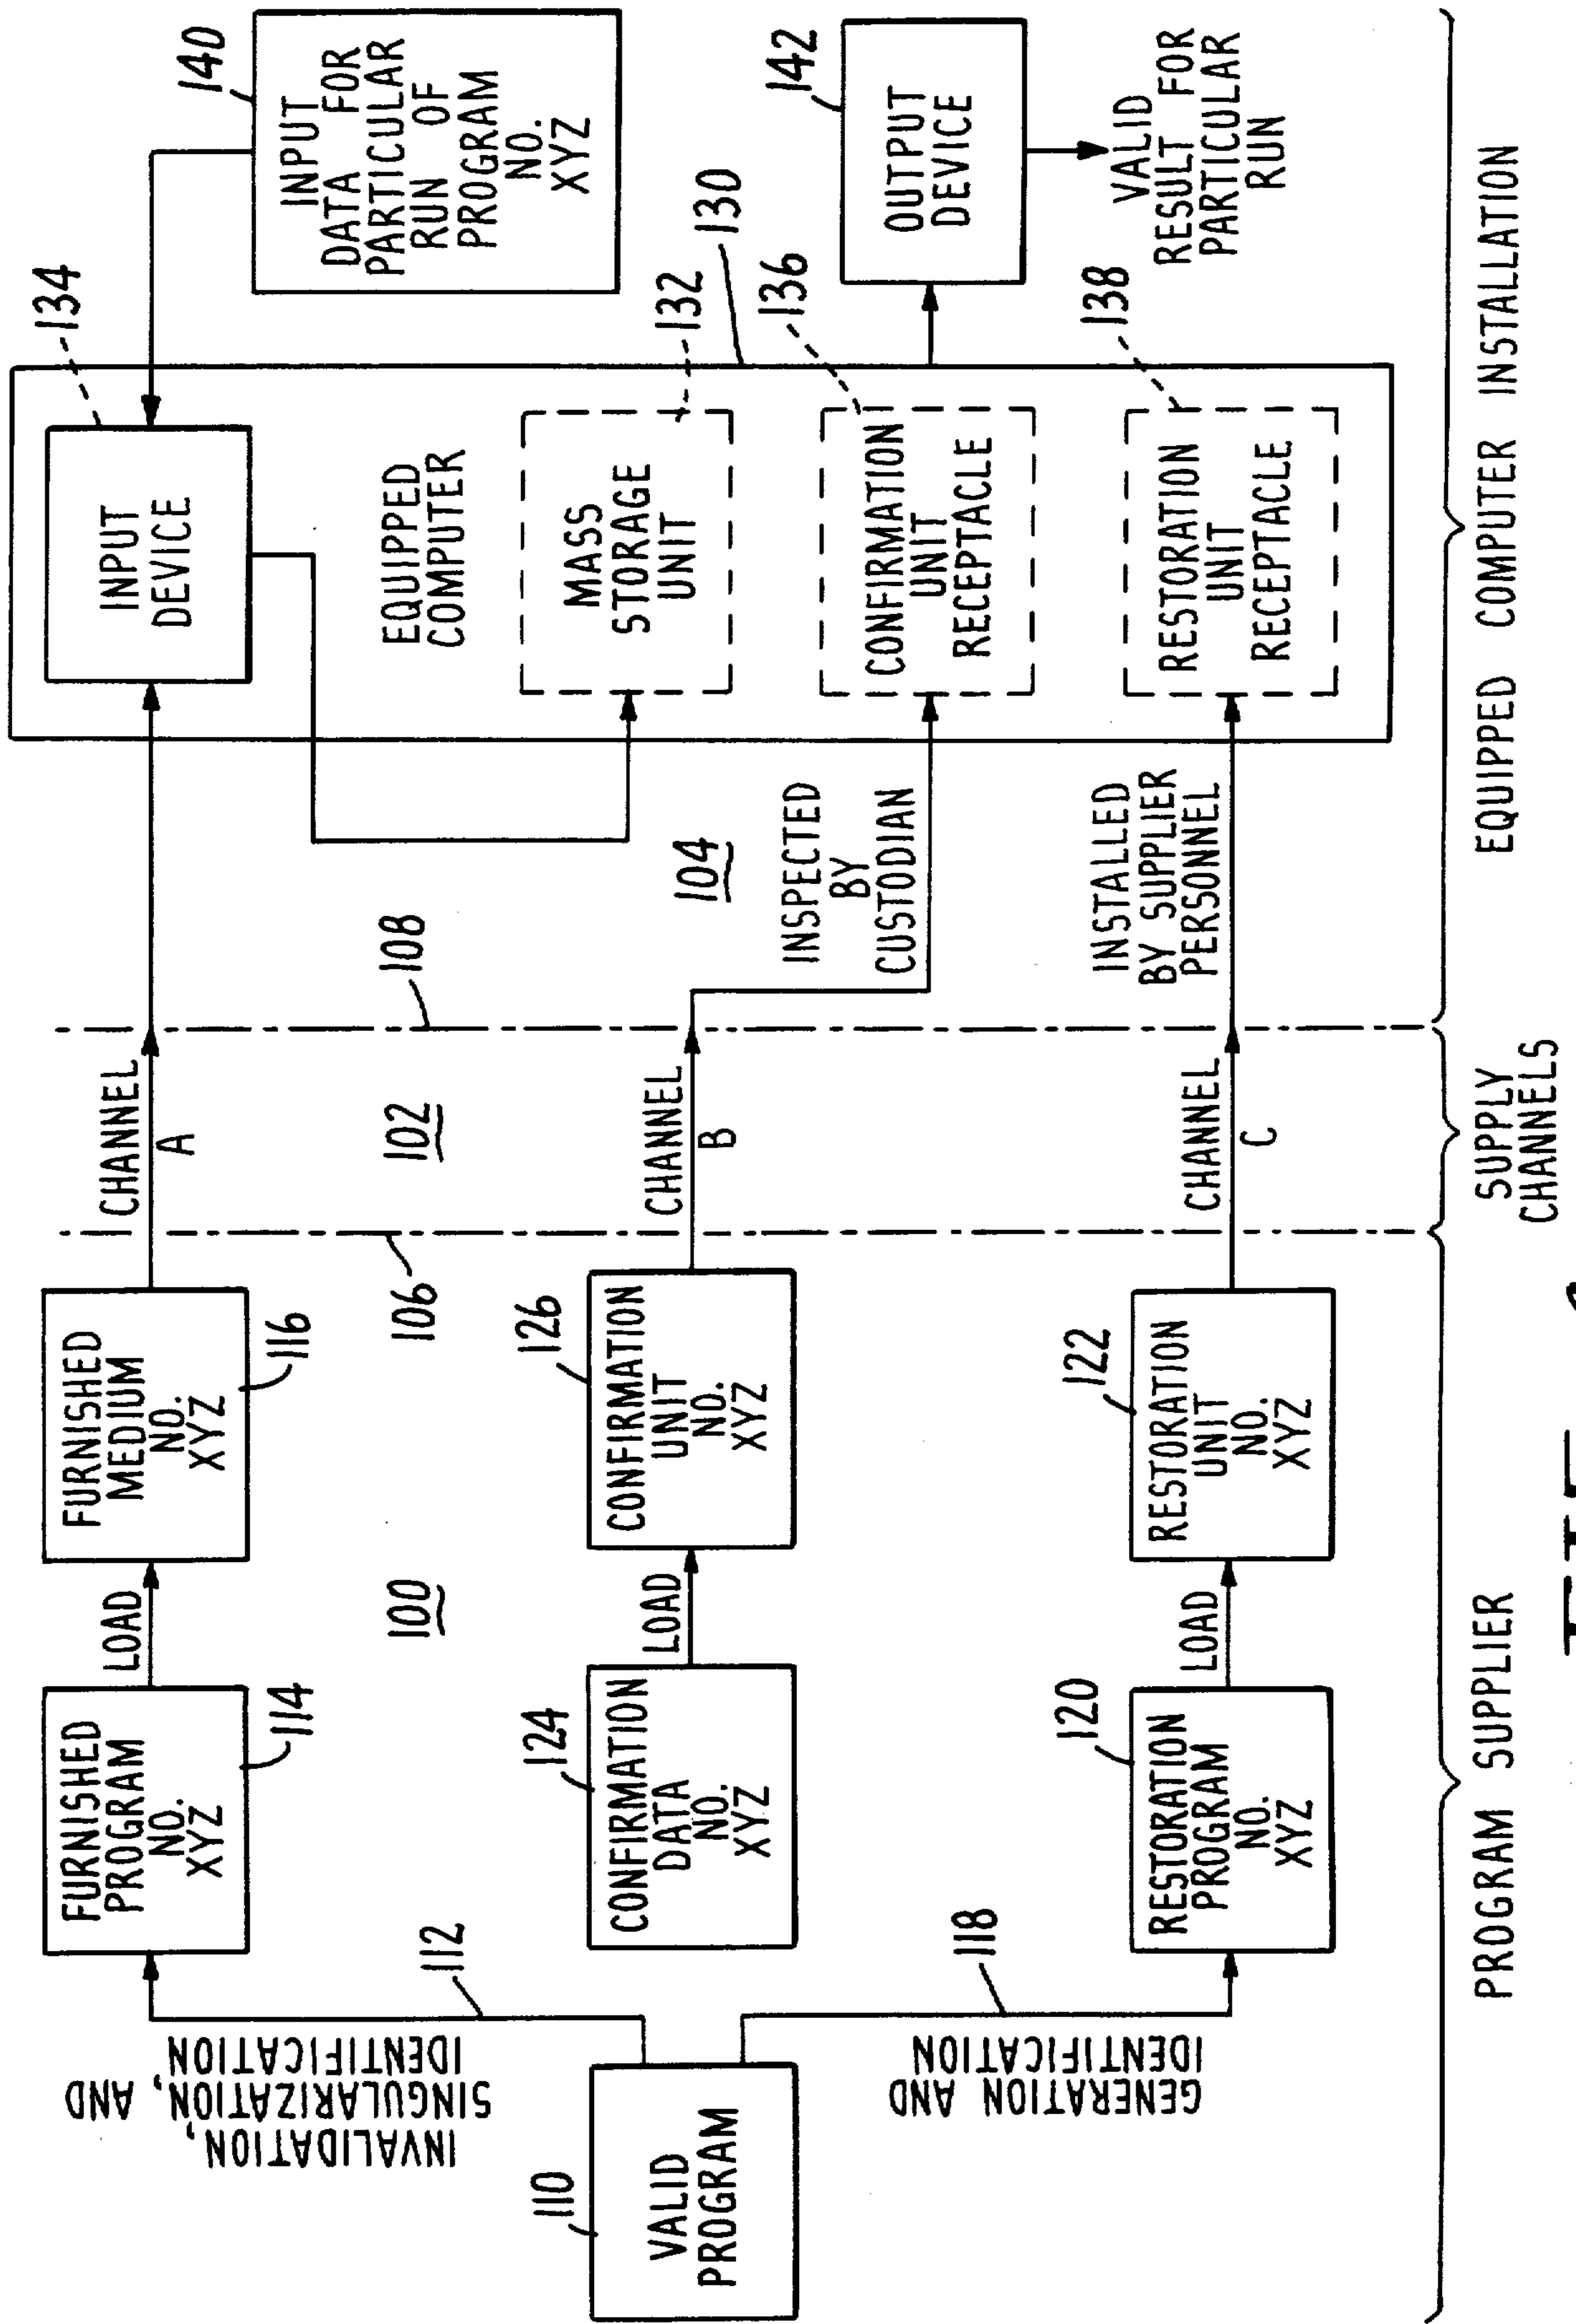 110
VALID
PROGRAM
INVALIDATION,
SINGULARIZATION, AND
IDENTIFICATION
112
GENERATION AND
IDENTIFICATION
118
FURNISHED
PROGRAM
NO.
XYZ
114
LOAD
FURNISHED
MEDIUM
NO.
XYZ
116
124
CONFIRMATION
DATA
NO.
XYZ
LOAD
126
CONFIRMATION
UNIT
NO.
XYZ
120
RESTORATION
PROGRAM
NO.
XYZ
LOAD
122
RESTORATION
UNIT
NO.
XYZ
100
106
CHANNEL
A
102
CHANNEL
B
CHANNEL
C
108
104
INSPECTED
BY
CUSTODIAN
INSTALLED
BY SUPPLIER
PERSONNEL
INPUT
DEVICE
134
EQUIPPED
COMPUTER
MASS
STORAGE
UNIT
132
130
CONFIRMATION
UNIT
RECEPTACLE
136
RESTORATION
UNIT
RECEPTACLE
138
140
INPUT
DATA FOR
PARTICULAR
RUN OF
PROGRAM
NO.
XYZ
142
OUTPUT
DEVICE
VALID
RESULT FOR
PARTICULAR
RUN
PROGRAM SUPPLIER
SUPPLY
CHANNELS
EQUIPPED COMPUTER INSTALLATION